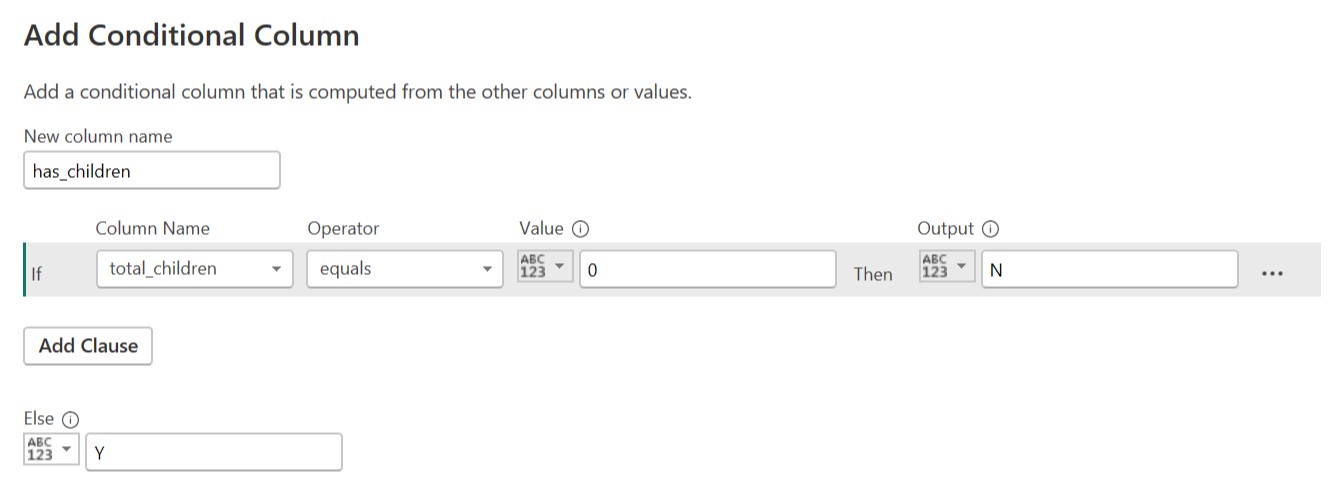 Add Conditional Column
Add a conditional column that is computed from the other columns or values.
New column name
has_children
Column Name Operator Value Output
If total_children equals ABC 123 0 Then ABC 123 N ...
Add Clause
Else
ABC 123 Y